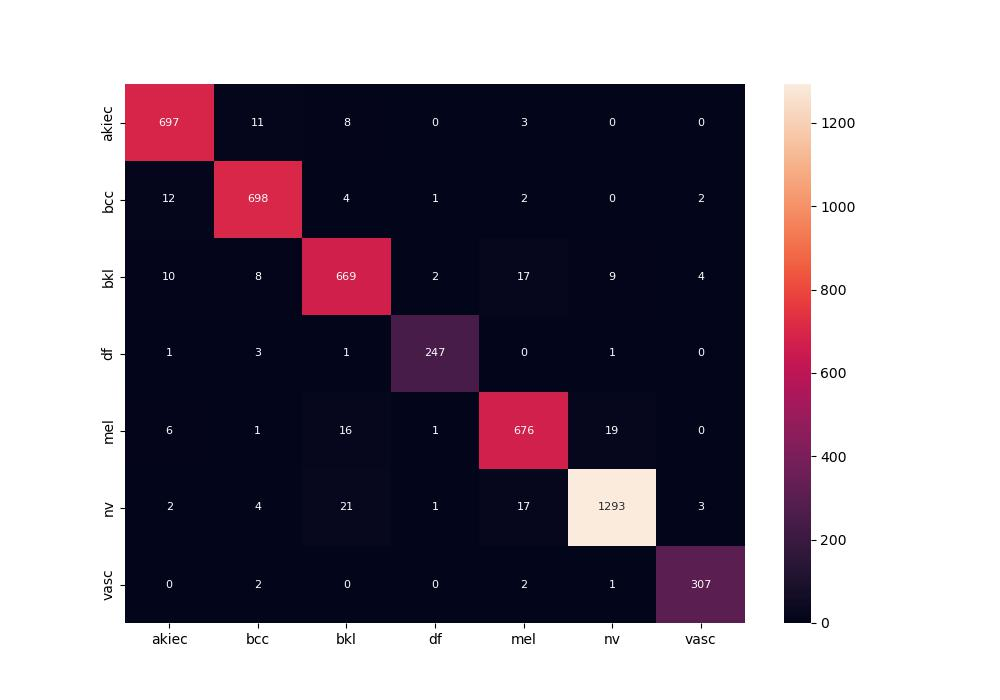 akiec 697 11 8 0 3 0 0
bcc 12 698 4 1 2 0 2
bkl 10 8 669 2 17 9 4
df 1 3 1 247 0 1 0
mel 6 1 16 1 676 19 0
nv 2 4 21 1 17 1293 3
vasc 0 2 0 0 2 1 307
akiec bcc bkl df mel nv vasc
1200
1000
800
600
400
200
0